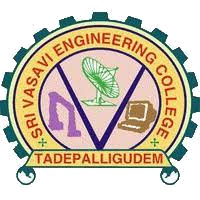 SRI VASAVI ENGINEERING COLLEGE
TADEPALLIGUDEM